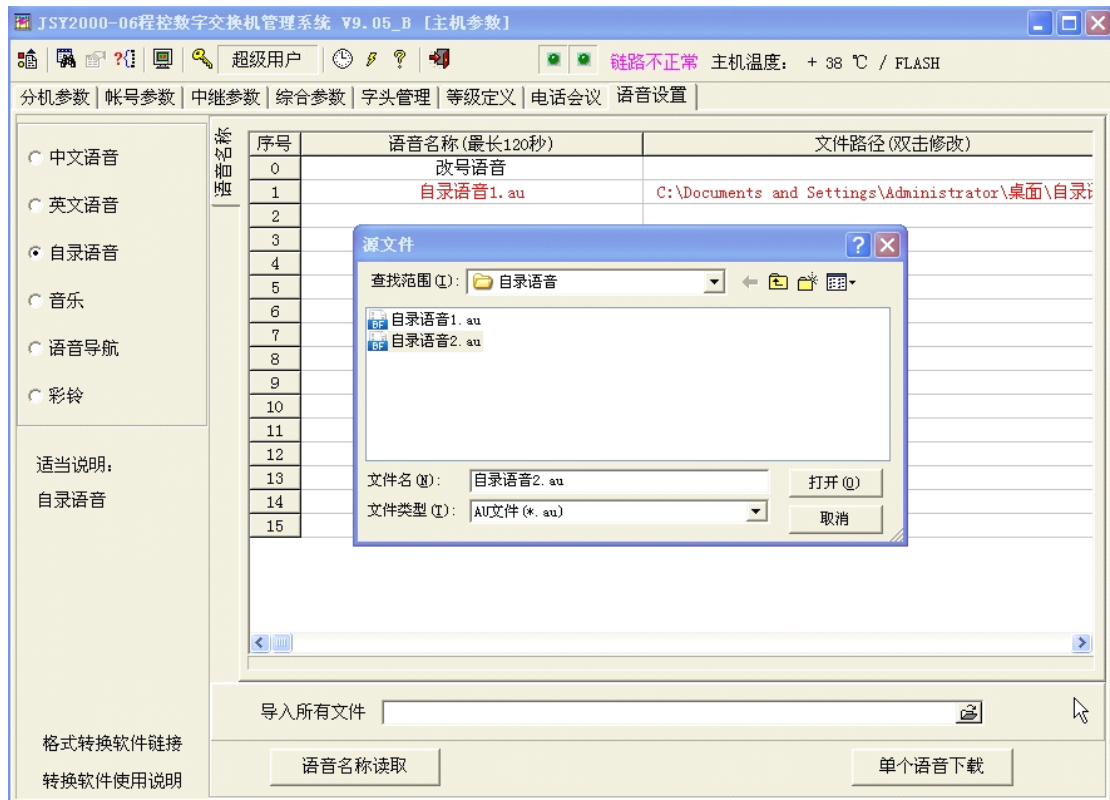 JSY2000-06程控数字交换机管理系统 V9.05_B [主机参数]
超级用户 链路不正常 主机温度: + 38 ℃ / FLASH
分机参数 帐号参数 中继参数 综合参数 字头管理 等级定义 电话会议 语音设置
中文语音
英文语音
自录语音
音乐
语音导航
彩铃
适当说明:
自录语音
格式转换软件链接
转换软件使用说明
语音名称
序号 语音名称(最长120秒) 文件路径(双击修改)
0 改号语音
1 自录语音1.au C:\Documents and Settings\Administrator\桌面\自录
2
3
4
5
6
7
8
9
10
11
12
13
14
15
源文件
查找范围(I): 自录语音
自录语音1.au
自录语音2.au
文件名(N): 自录语音2.au
打开(O)
文件类型(T): AU文件(*.au)
取消
导入所有文件
语音名称读取 单个语音下载